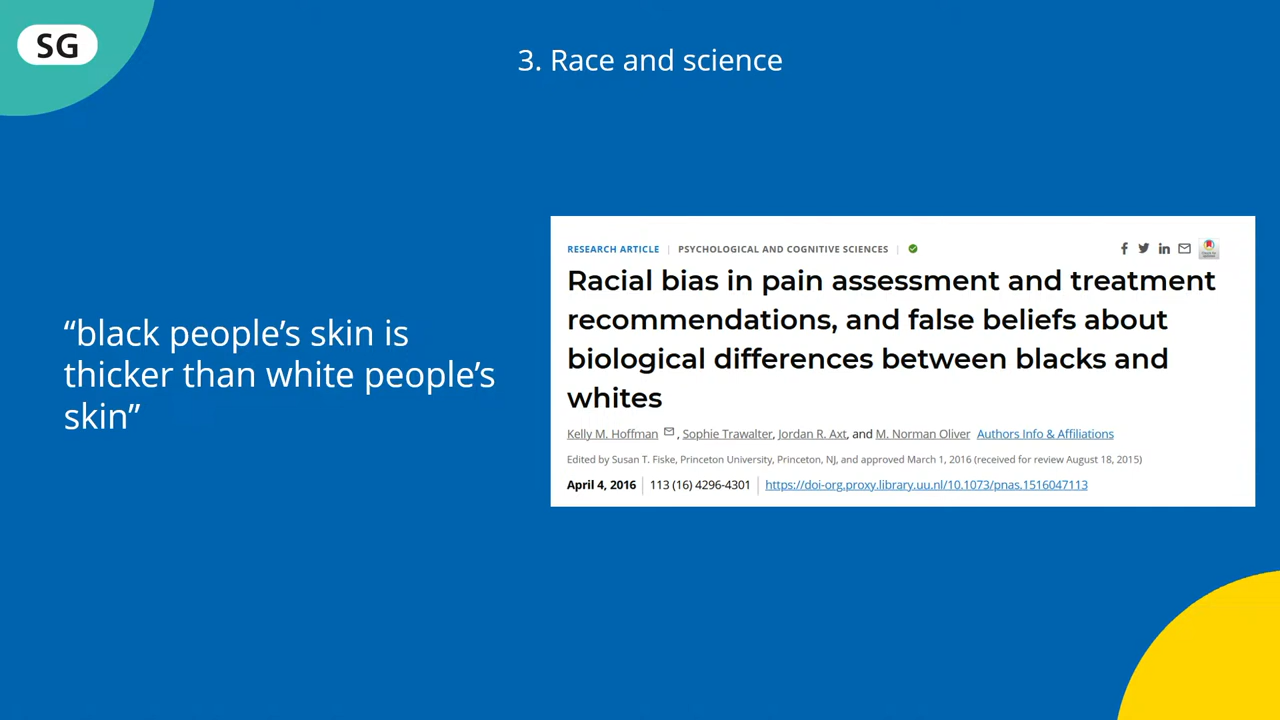 SG
3. Race and science
“black people’s skin is
thicker than white people’s
skin”
RESEARCH ARTICLE | PSYCHOLOGICAL AND COGNITIVE SCIENCES |
Racial bias in pain assessment and treatment
recommendations, and false beliefs about
biological differences between blacks and
whites
Kelly M. Hoffman, Sophie Trawalter, Jordan R. Axt, and M. Norman Oliver Authors Info & Affiliations
Edited by Susan T. Fiske, Princeton University, Princeton, NJ, and approved March 1, 2016 (received for review August 18, 2015)
April 4, 2016 | 113 (16) 4296-4301 | https://doi-org.proxy.library.uu.nl/10.1073/pnas.1516047113